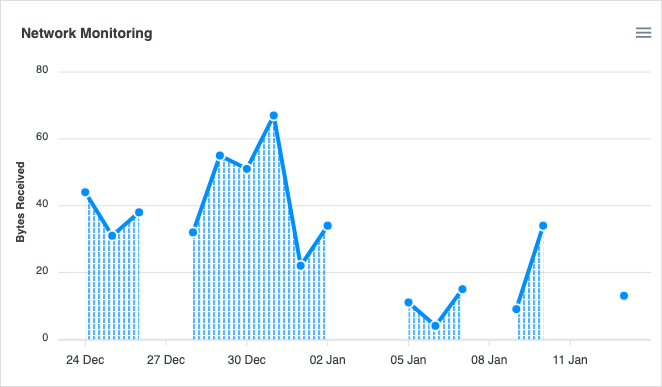 Network Monitoring
80
60
40
20
0
Bytes Received
24 Dec 27 Dec 30 Dec 02 Jan 05 Jan 08 Jan 11 Jan